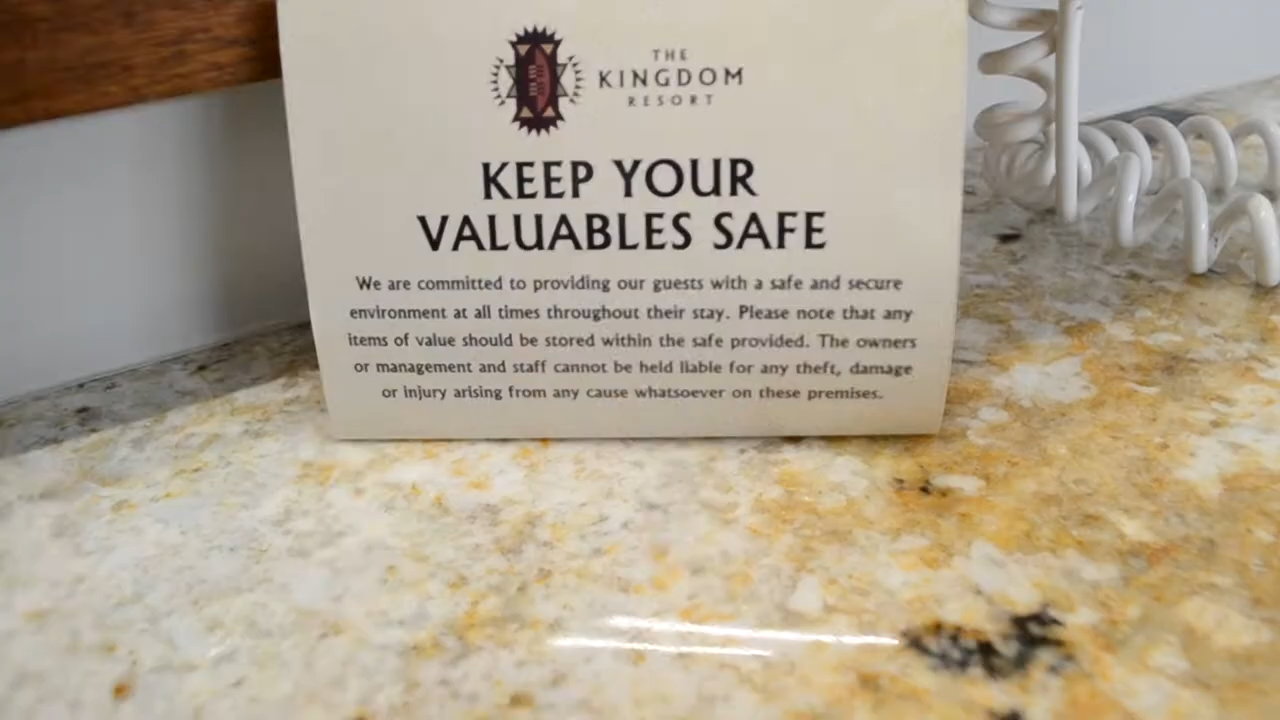 THE
KINGDOM
RESORT
KEEP YOUR
VALUABLES SAFE
We are committed to providing our guests with a safe and secure
environment at all times throughout their stay. Please note that any
items of value should be stored within the safe provided. The owners
or management and staff cannot be held liable for any theft, damage
or injury arising from any cause whatsoever on these premises.